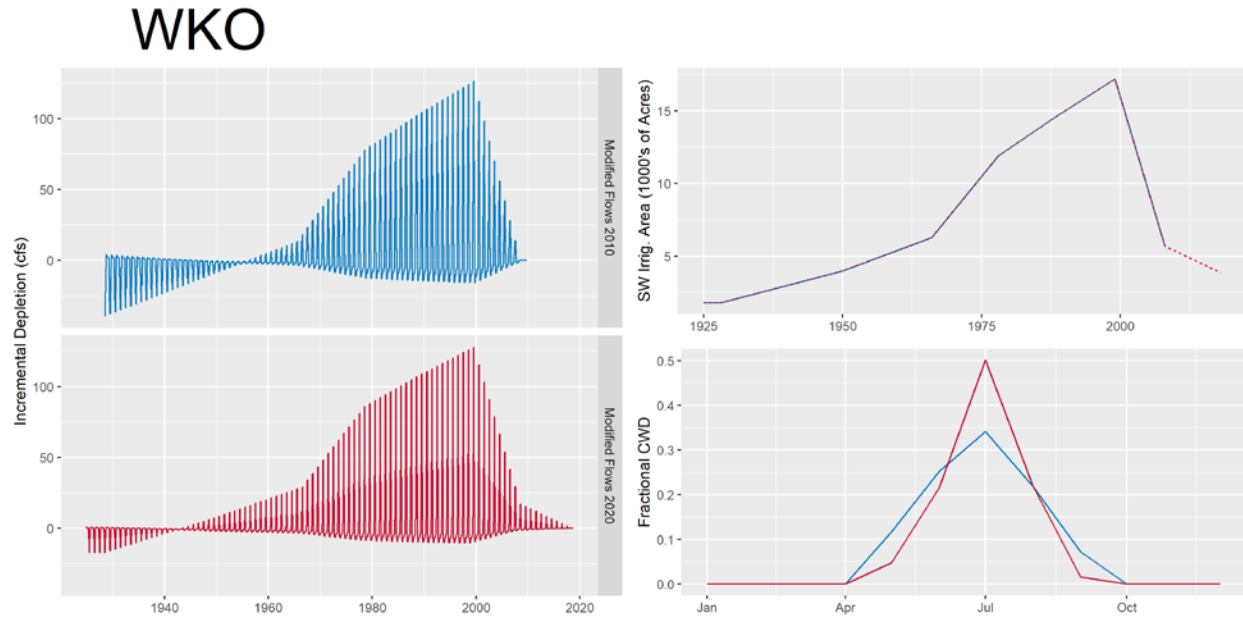 WKO
Incremental Depletion (cfs)
100
50
0
Modified Flows 2010
100
50
0
Modified Flows 2020
1940
1960
1980
2000
2020
SW Irrig. Area (1000's of Acres)
15
10
5
1925
1950
1975
2000
Fractional CWD
0.5
0.4
0.3
0.2
0.1
0.0
Jan
Apr
Jul
Oct